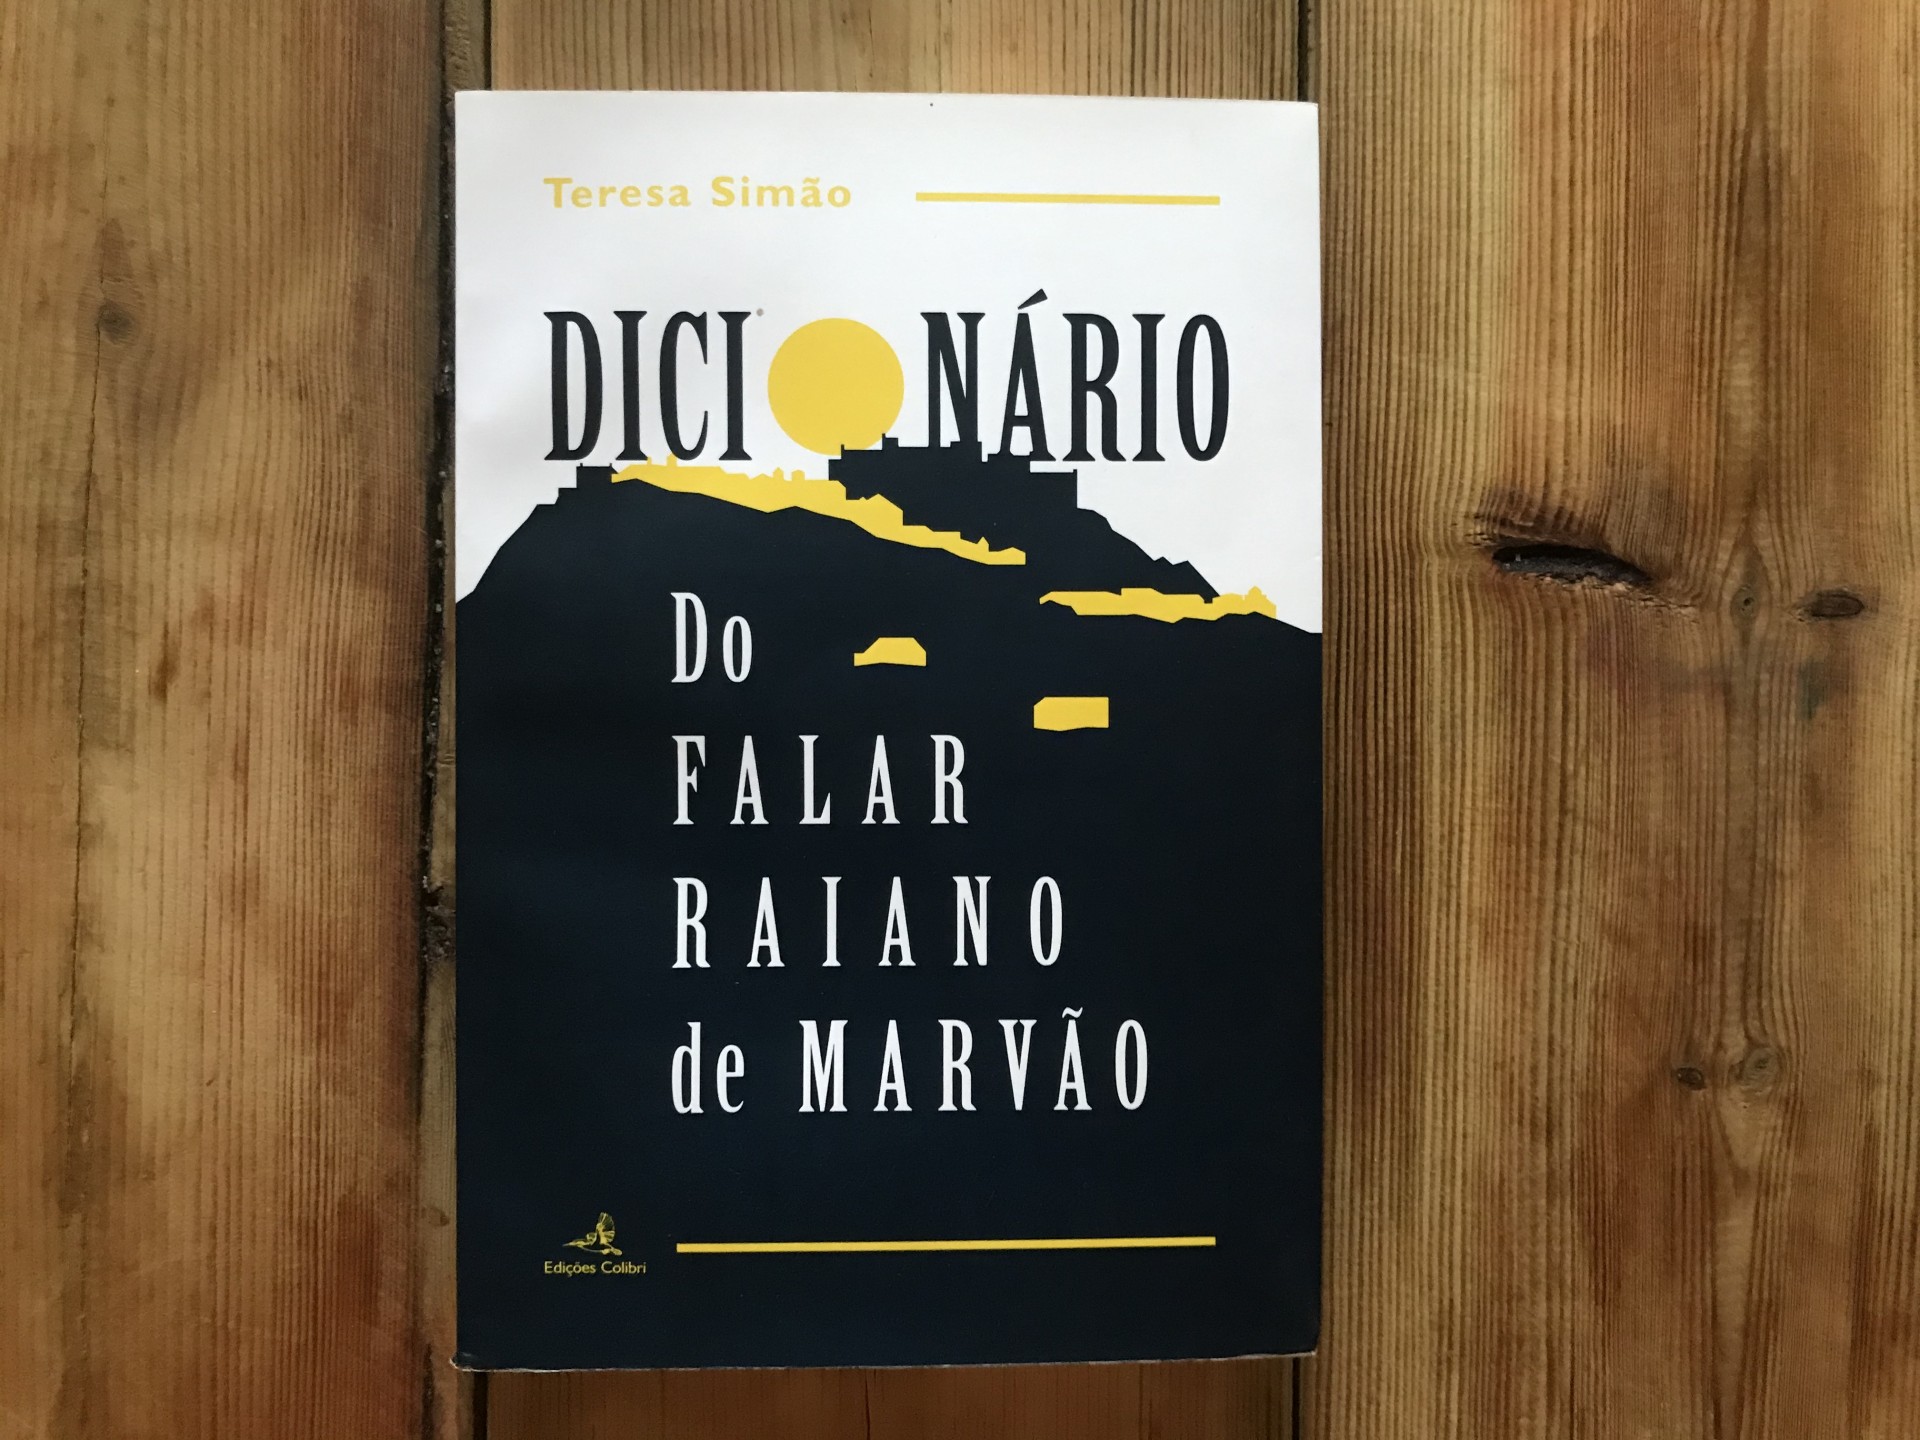 Teresa Simão
DICIONÁRIO
Do
FALAR
RAIANO
de MARVÃO
Edições Colibri